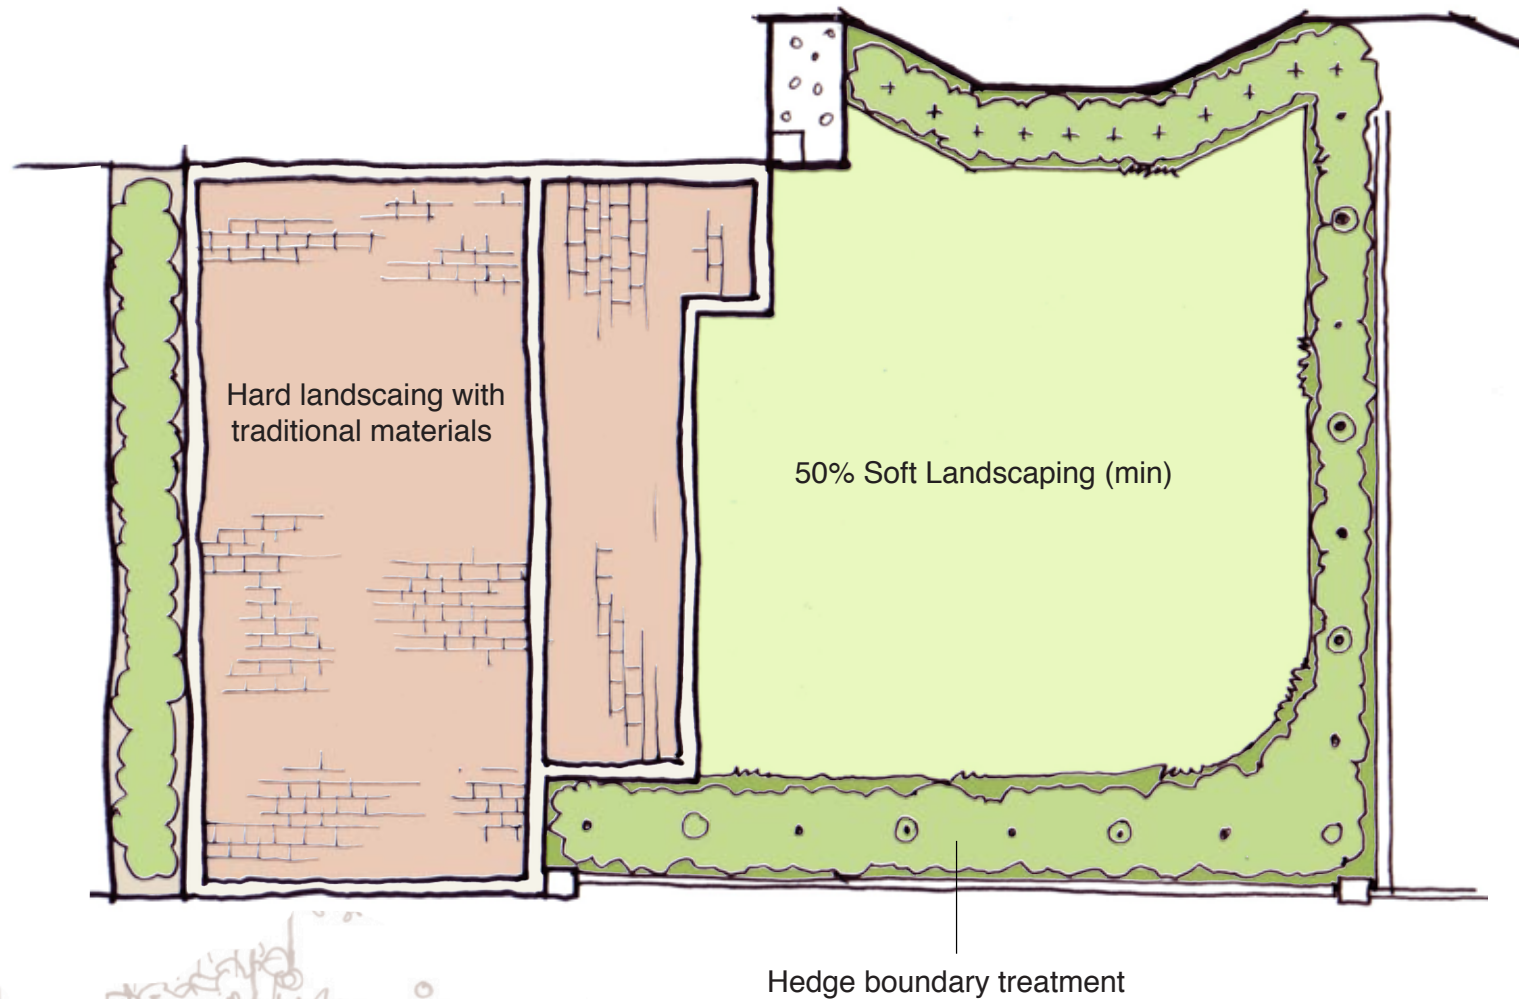 Hard landscaing with
traditional materials
50% Soft Landscaping (min)
Hedge boundary treatment